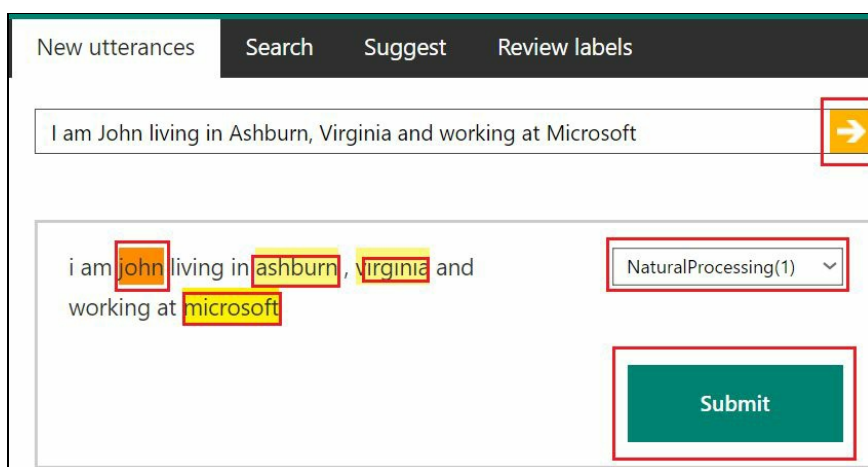 New utterances Search Suggest Review labels
I am John living in Ashburn, Virginia and working at Microsoft
i am john living in ashburn , virginia and
working at microsoft
NaturalProcessing(1)
Submit